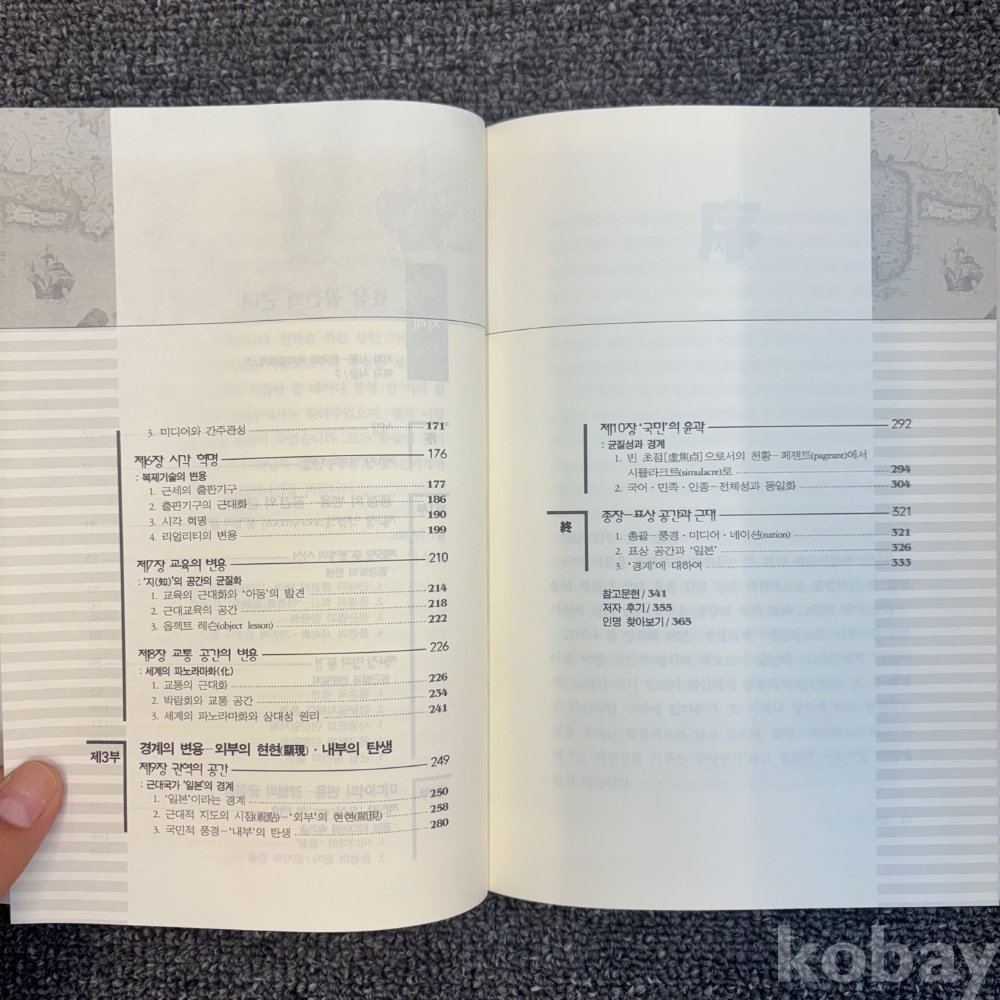 3. 미디어와 간주관성 171
제6장 시각 혁명 176
: 복제기술의 변용
1. 근세의 출판기구 177
2. 출판기구의 근대화 186
3. 시각 혁명 190
4. 리얼리티의 변용 199
제7장 교육의 변용 210
: '지(知)'의 공간의 균질화
1. 교육의 근대화와 '아동'의 발견 214
2. 근대교육의 공간 218
3. 옵젝트 레슨(object lesson) 222
제8장 교통 공간의 변용 226
: 세계의 파노라마화(化)
1. 교통의 근대화 226
2. 박람회와 교통 공간 234
3. 세계의 파노라마화와 상대성 원리 241
제3부 경계의 변용-외부의 현현(顯現)·내부의 탄생
제9장 권역의 공간 249
: 근대국가 '일본'의 경계
1. '일본'이라는 경계 250
2. 근대적 지도의 시점(視點)-'외부'의 현현(顯現) 258
3. 국민적 풍경-'내부'의 탄생 280
제10장 '국민'의 윤곽 292
: 균질성과 경계
1. 빈 초점[虛焦点]으로서의 천황-페젠트(pageant)에서
시뮬라크르(simulacre)로 294
2. 국어·민족·인종-전체성과 동일화 304
終 종장-표상 공간과 근대 321
1. 총괄-풍경·미디어·네이션(nation) 321
2. 표상 공간과 '일본' 326
3. '경계'에 대하여 333
참고문헌 / 341
저자 후기 / 355
인명 찾아보기 / 365
kobay